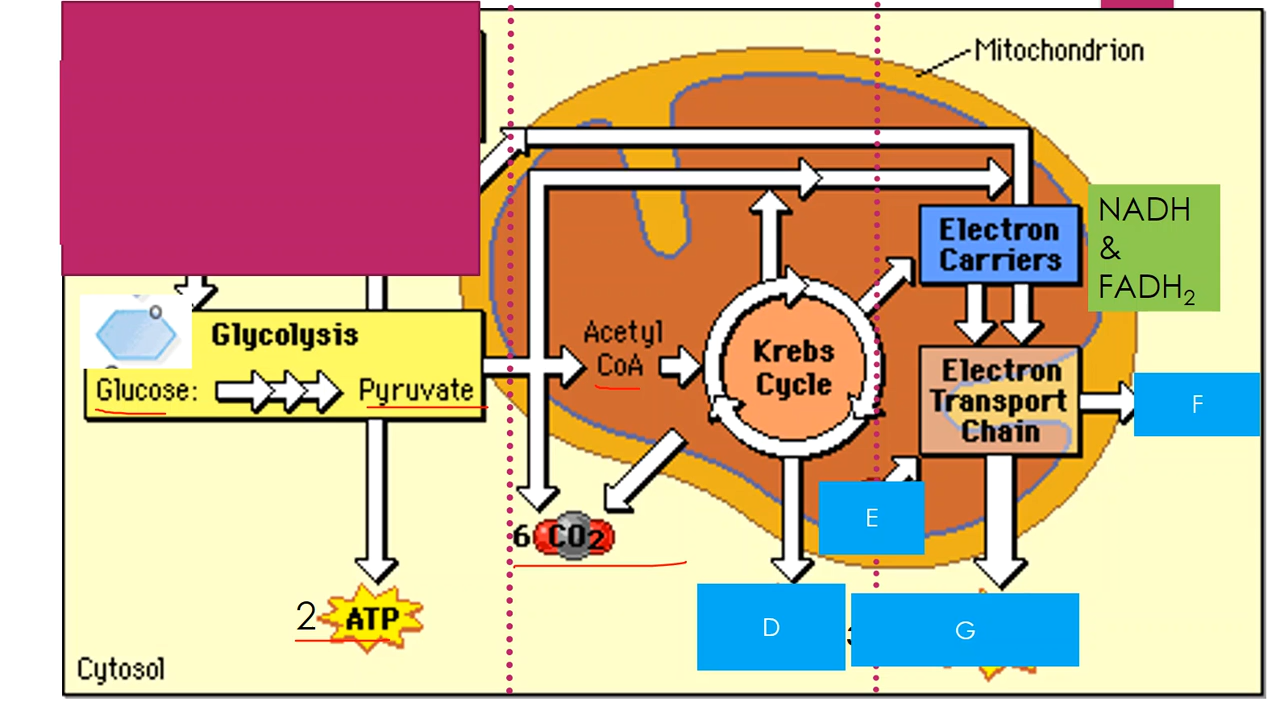 Mitochondrion
NADH
&
FADH₂
Electron
Carriers
O
Glycolysis
Glucose: Pyruvate
Acetyl
CoA
Krebs
Cycle
Electron
Transport
Chain
F
E
6 CO₂
2 ATP
D
G
Cytosol